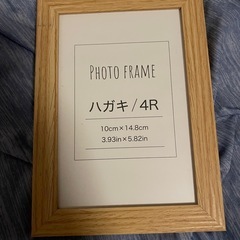 PHOTO FRAME
ハガキ/4R
10cm×14.8cm
3.93in×5.82in